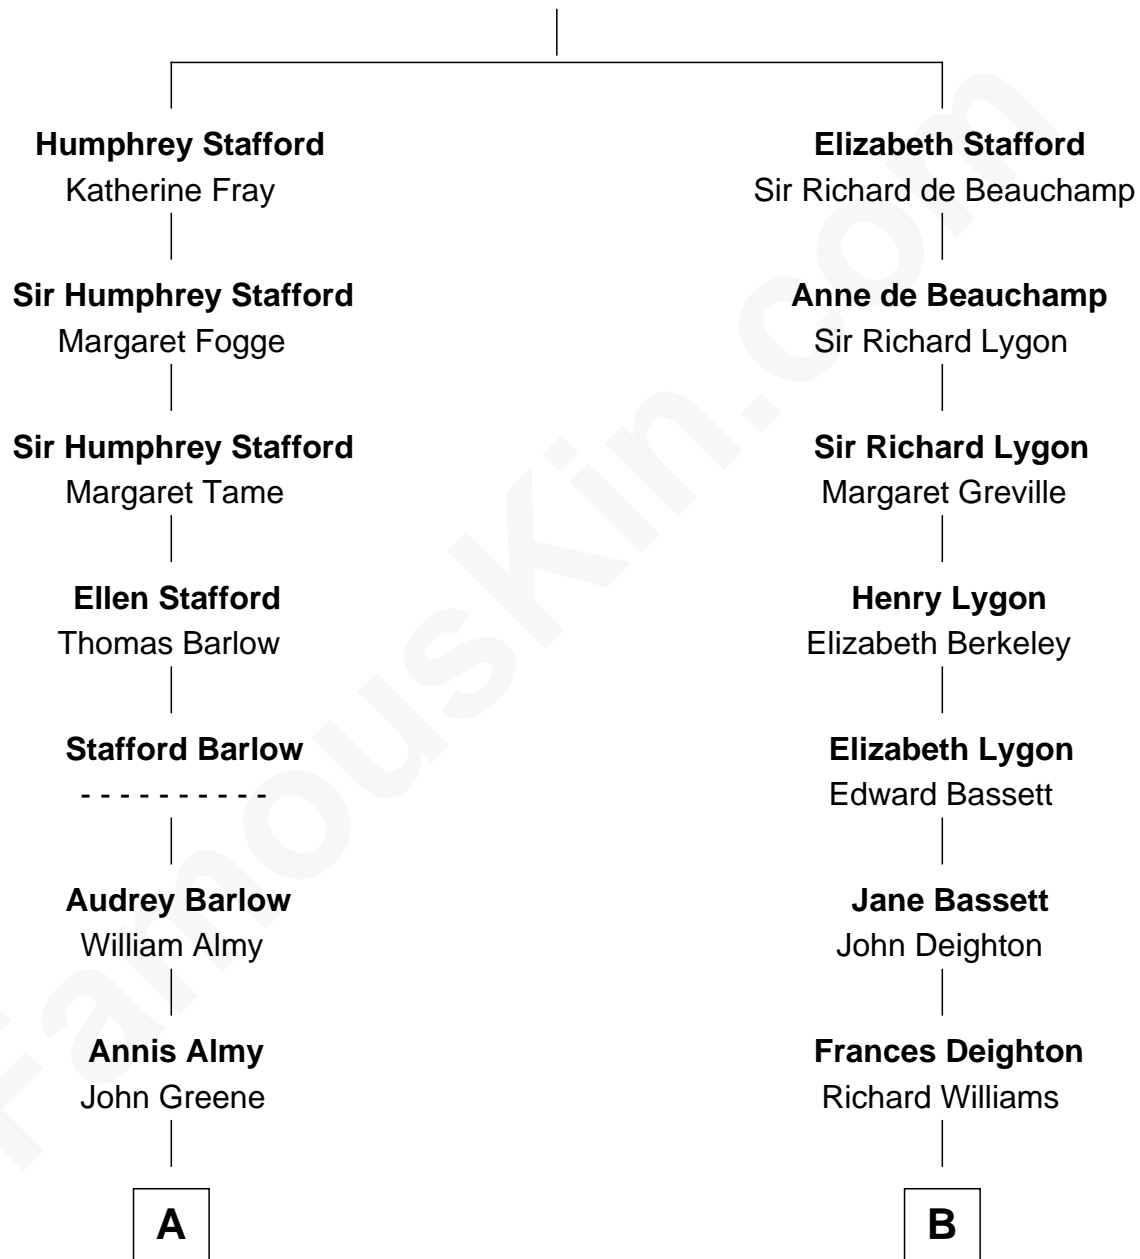 Humphrey Stafford
Katherine Fray
Sir Humphrey Stafford
Margaret Fogge
Sir Humphrey Stafford
Margaret Tame
Ellen Stafford
Thomas Barlow
Stafford Barlow
- - - - - - - - - -
Audrey Barlow
William Almy
Annis Almy
John Greene
A
Elizabeth Stafford
Sir Richard de Beauchamp
Anne de Beauchamp
Sir Richard Lygon
Sir Richard Lygon
Margaret Greville
Henry Lygon
Elizabeth Berkeley
Elizabeth Lygon
Edward Bassett
Jane Bassett
John Deighton
Frances Deighton
Richard Williams
B
FamousKin.com